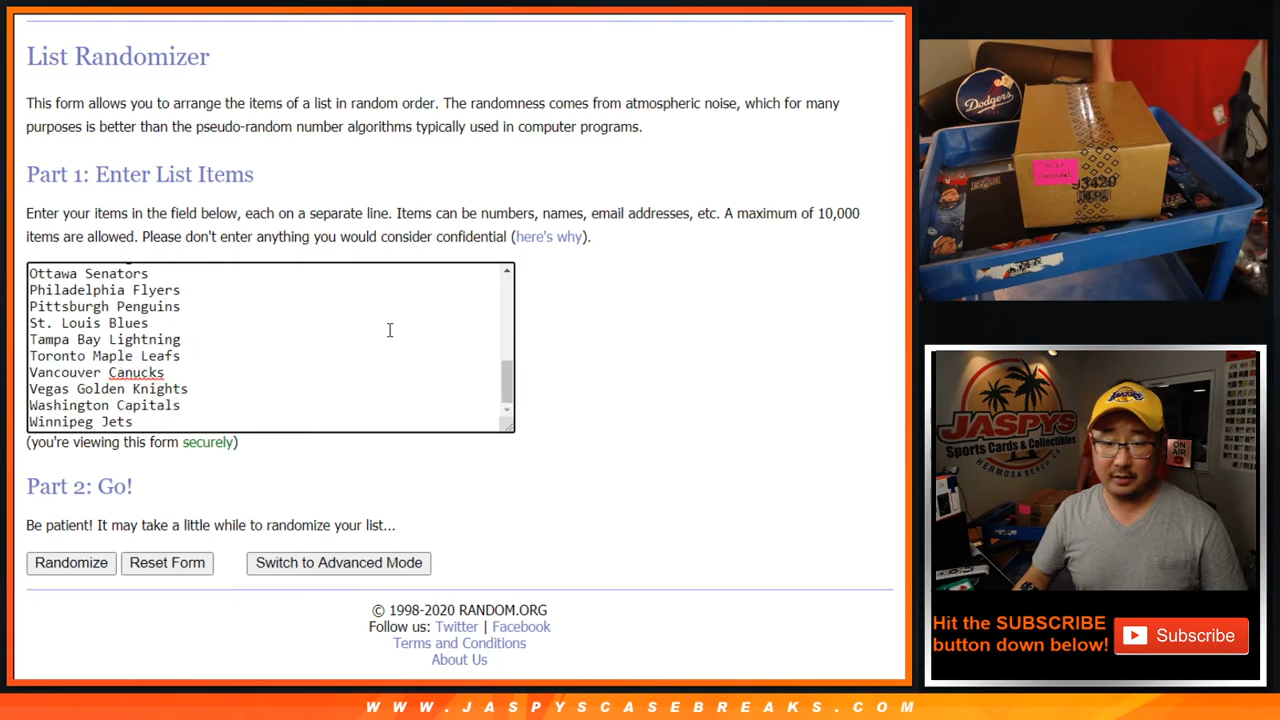 List Randomizer
This form allows you to arrange the items of a list in random order. The randomness comes from atmospheric noise, which for many
purposes is better than the pseudo-random number algorithms typically used in computer programs.
Part 1: Enter List Items
Enter your items in the field below, each on a separate line. Items can be numbers, names, email addresses, etc. A maximum of 10,000
items are allowed. Please don't enter anything you would consider confidential (here's why).
Ottawa Senators
Philadelphia Flyers
Pittsburgh Penguins
St. Louis Blues
Tampa Bay Lightning
Toronto Maple Leafs
Vancouver Canucks
Vegas Golden Knights
Washington Capitals
Winnipeg Jets
(you're viewing this form securely)
Part 2: Go!
Be patient! It may take a little while to randomize your list...
Randomize
Reset Form
Switch to Advanced Mode
© 1998-2020 RANDOM.ORG
Follow us: Twitter | Facebook
Terms and Conditions
About Us
Dodgers
JASPYS
Sports Cards & Collectibles
HERMOSA BEACH, CA
ON
AIR
Hit the SUBSCRIBE
button down below!
Subscribe
WWW.JASPYSCASEBREAKS.COM